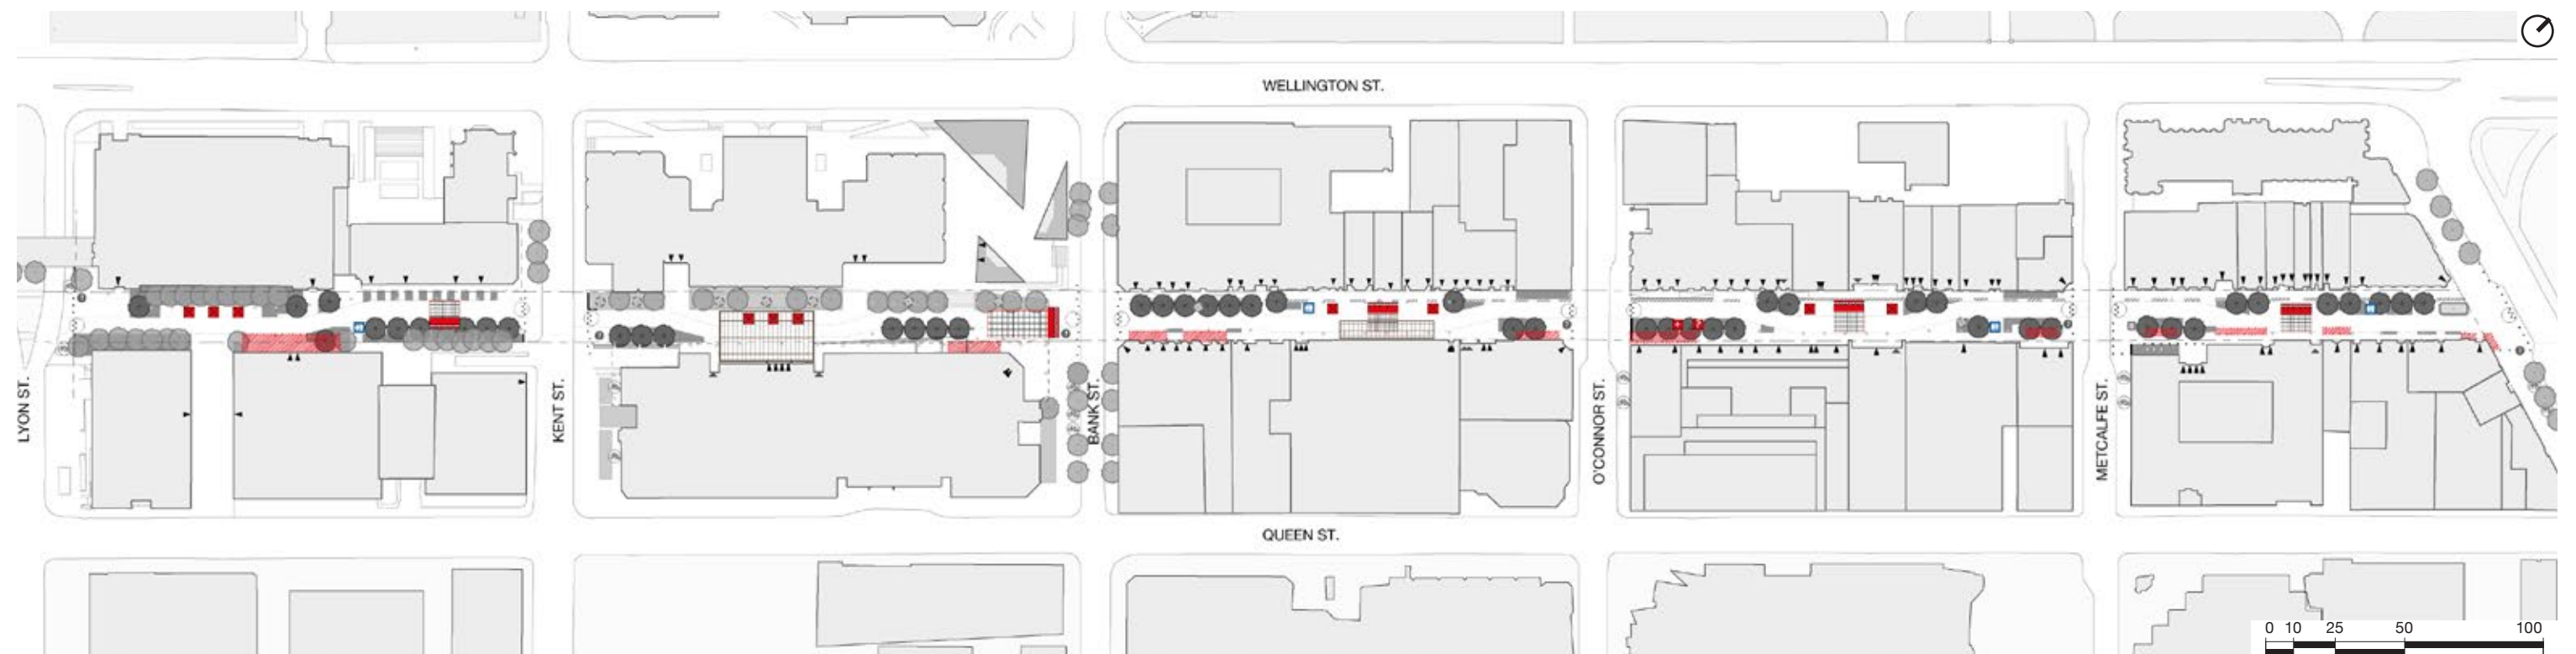 WELLINGTON ST.
LYON ST.
KENT ST.
BANK ST.
O'CONNOR ST.
METCALFE ST.
QUEEN ST.
0 10 25 50 100